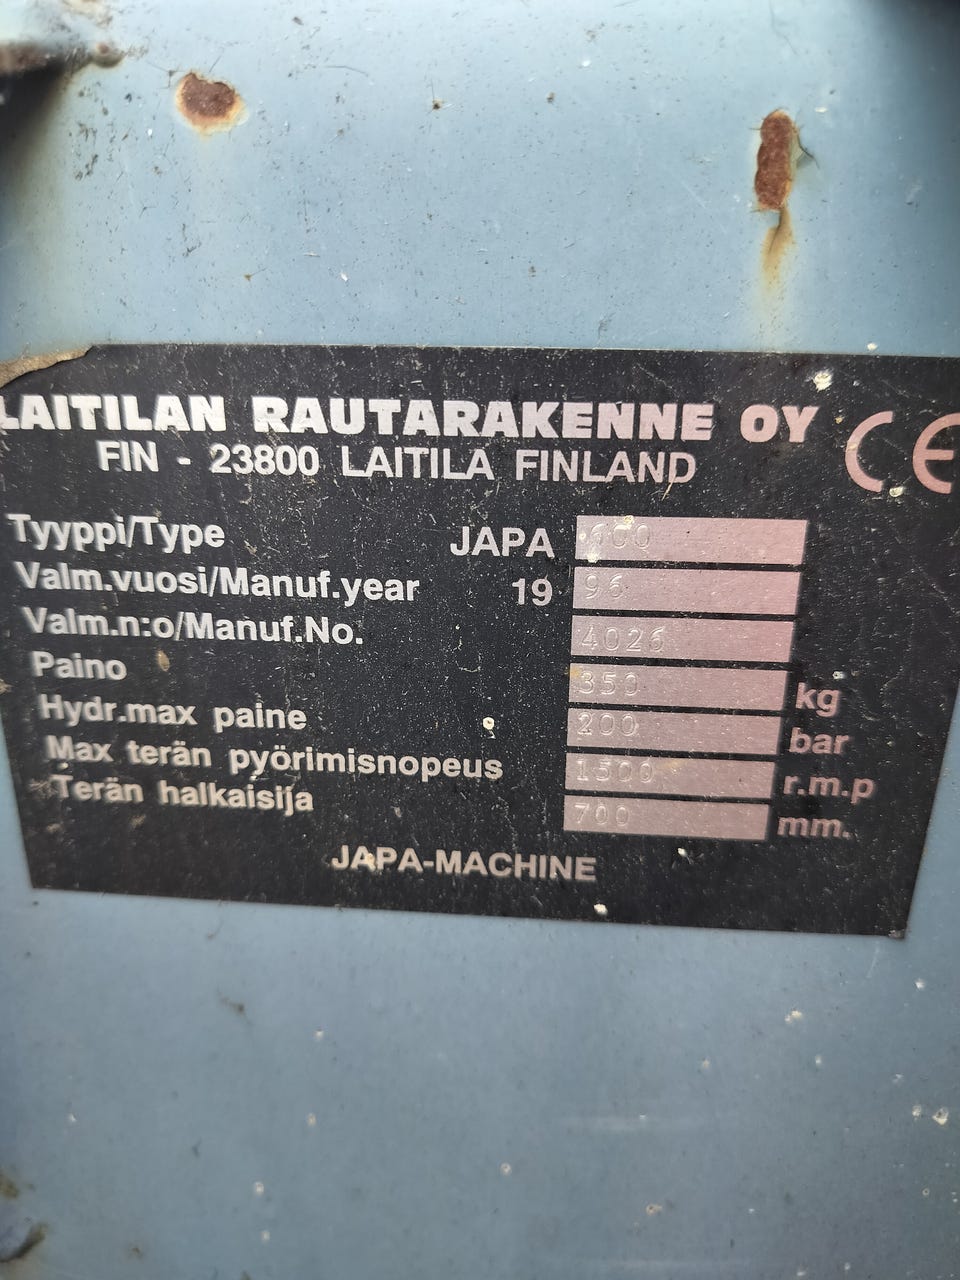 LAITILAN RAUTARAKENNE OY CE
FIN - 23800 LAITILA FINLAND
Tyyppi/Type JAPA 600
Valm.vuosi/Manuf.year 19 96
Valm.n:o/Manuf.No. 4026
Paino 350 kg
Hydr.max paine 200 bar
Max terän pyörimisnopeus 1500 r.m.p
Terän halkaisija 700 mm.
JAPA-MACHINE